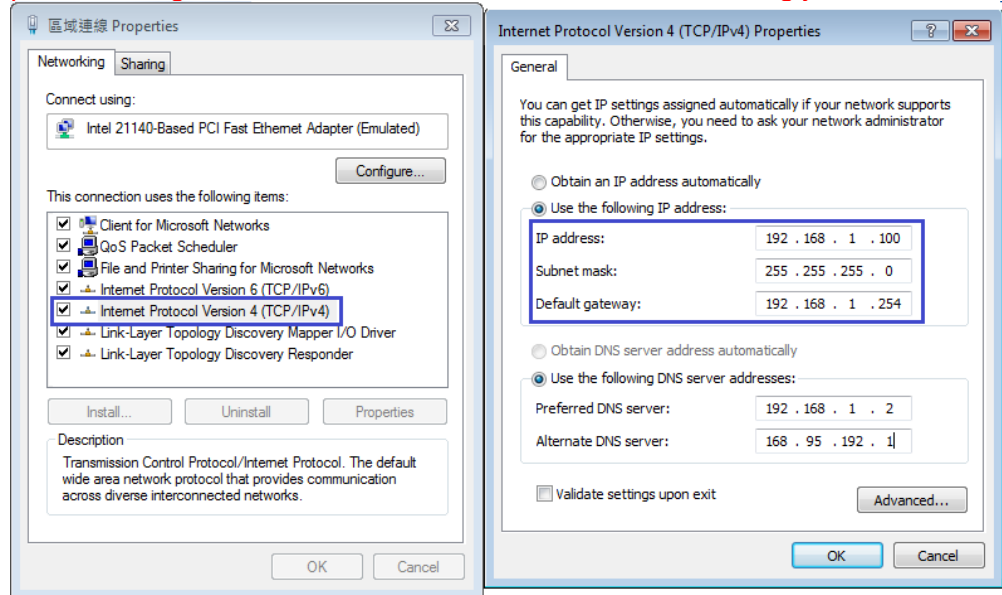 區域連線 Properties
Networking
Sharing
Connect using:
Intel 21140-Based PCI Fast Ethernet Adapter (Emulated)
Configure...
This connection uses the following items:
Client for Microsoft Networks
QoS Packet Scheduler
File and Printer Sharing for Microsoft Networks
Internet Protocol Version 6 (TCP/IPv6)
Internet Protocol Version 4 (TCP/IPv4)
Link-Layer Topology Discovery Mapper I/O Driver
Link-Layer Topology Discovery Responder
Install...
Uninstall
Properties
Description
Transmission Control Protocol/Internet Protocol. The default
wide area network protocol that provides communication
across diverse interconnected networks.
OK
Cancel
Internet Protocol Version 4 (TCP/IPv4) Properties
General
You can get IP settings assigned automatically if your network supports
this capability. Otherwise, you need to ask your network administrator
for the appropriate IP settings.
Obtain an IP address automatically
Use the following IP address:
IP address: 192 . 168 . 1 . 100
Subnet mask: 255 . 255 . 255 . 0
Default gateway: 192 . 168 . 1 . 254
Obtain DNS server address automatically
Use the following DNS server addresses:
Preferred DNS server: 192 . 168 . 1 . 2
Alternate DNS server: 168 . 95 . 192 . 1
Validate settings upon exit
Advanced...
OK
Cancel